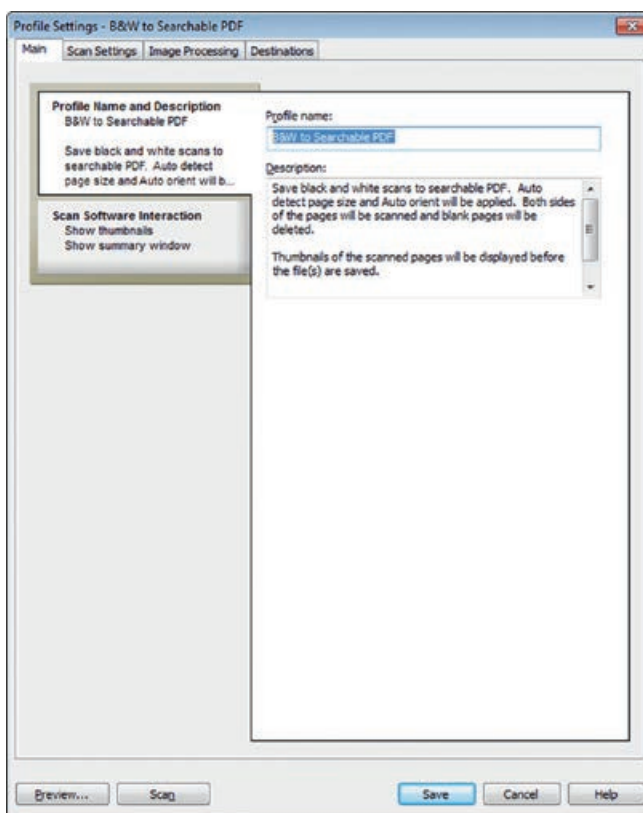 Profile Settings - B&W to Searchable PDF
Main
Scan Settings
Image Processing
Destinations
Profile Name and Description
B&W to Searchable PDF
Save black and white scans to
searchable PDF. Auto detect
page size and Auto orient will b...
Scan Software Interaction
Show thumbnails
Show summary window
Profile name:
B&W to Searchable PDF
Description:
Save black and white scans to searchable PDF. Auto
detect page size and Auto orient will be applied. Both sides
of the pages will be scanned and blank pages will be
deleted.
Thumbnails of the scanned pages will be displayed before
the file(s) are saved.
Preview...
Scan
Save
Cancel
Help